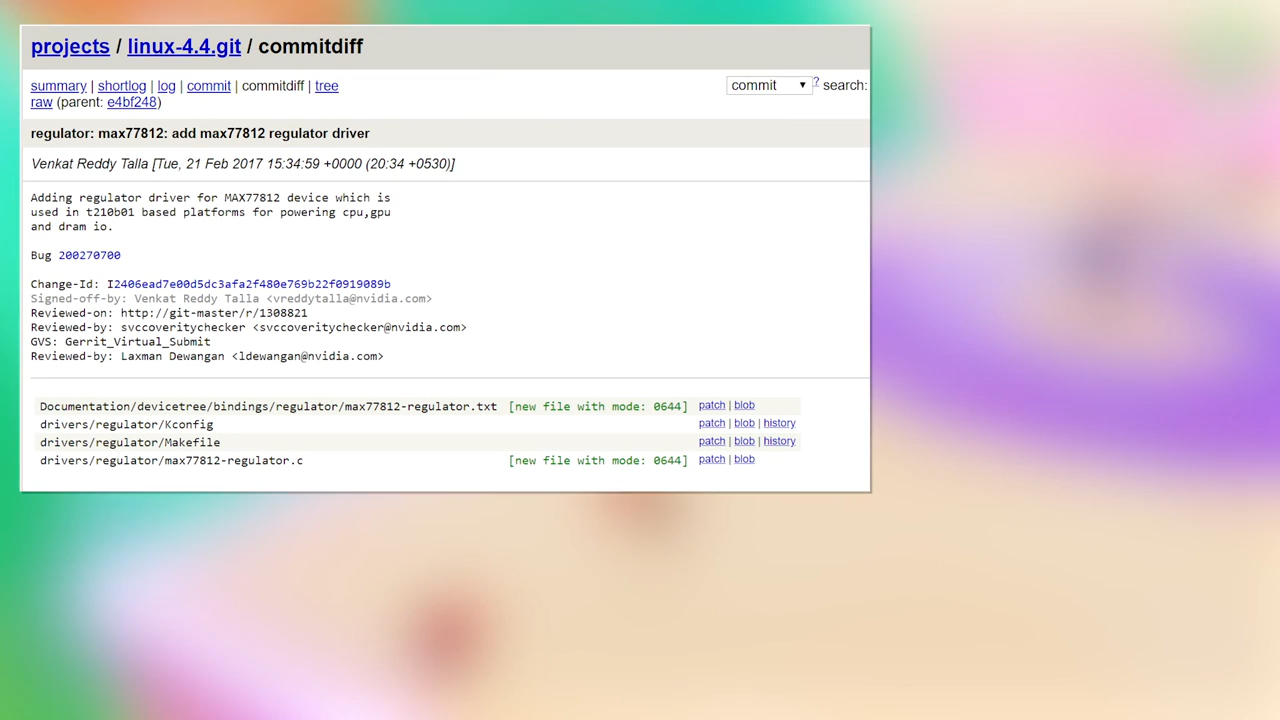 projects / linux-4.4.git / commitdiff
summary | shortlog | log | commit | commitdiff | tree
commit ▼ ? search:
raw (parent: e4bf248)
regulator: max77812: add max77812 regulator driver
Venkat Reddy Talla [Tue, 21 Feb 2017 15:34:59 +0000 (20:34 +0530)]
Adding regulator driver for MAX77812 device which is
used in t210b01 based platforms for powering cpu,gpu
and dram io.
Bug 200270700
Change-Id: I2406ead7e00d5dc3afa2f480e769b22f0919089b
Signed-off-by: Venkat Reddy Talla <vreddytalla@nvidia.com>
Reviewed-on: http://git-master/r/1308821
Reviewed-by: svccoveritychecker <svccoveritychecker@nvidia.com>
GVS: Gerrit_Virtual_Submit
Reviewed-by: Laxman Dewangan <ldewangan@nvidia.com>
Documentation/devicetree/bindings/regulator/max77812-regulator.txt [new file with mode: 0644] patch | blob
drivers/regulator/Kconfig patch | blob | history
drivers/regulator/Makefile patch | blob | history
drivers/regulator/max77812-regulator.c [new file with mode: 0644] patch | blob